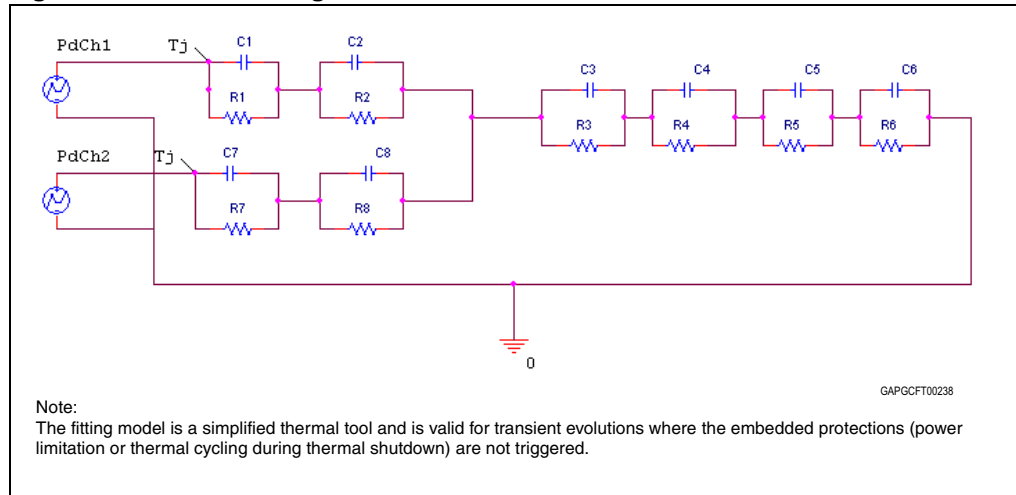 PdCh1
Tj
C1
C2
R1
R2
C3
C4
C5
C6
R3
R4
R5
R6
PdCh2
Tj
C7
C8
R7
R8
0
GAPGCFT00238
Note:
The fitting model is a simplified thermal tool and is valid for transient evolutions where the embedded protections (power
limitation or thermal cycling during thermal shutdown) are not triggered.